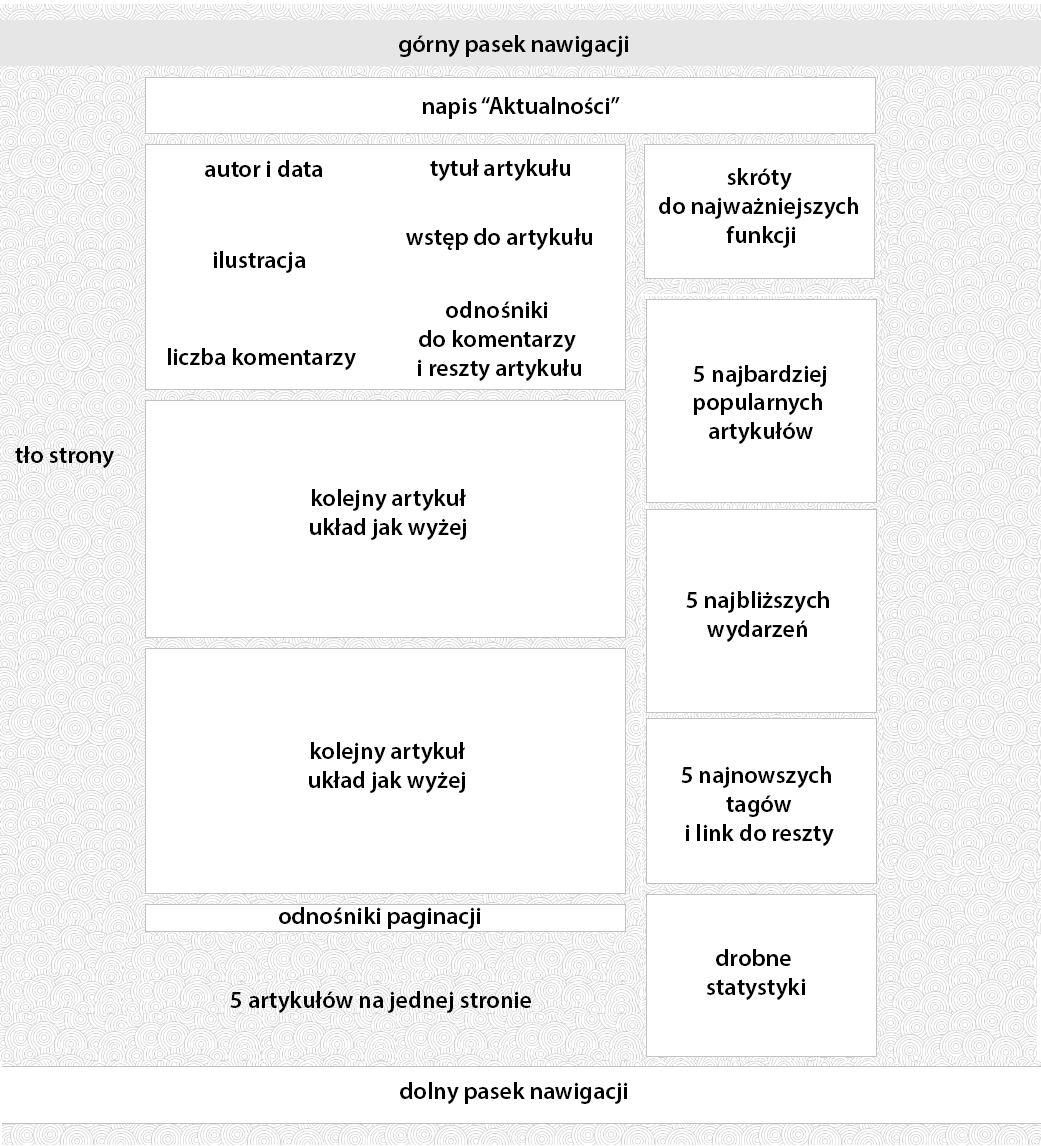 górny pasek nawigacji
napis “Aktualności”
autor i data
tytuł artykułu
wstęp do artykułu
ilustracja
odnośniki
do komentarzy
i reszty artykułu
liczba komentarzy
skróty
do najważniejszych
funkcji
5 najbardziej
popularnych
artykułów
tło strony
kolejny artykuł
układ jak wyżej
5 najbliższych
wydarzeń
kolejny artykuł
układ jak wyżej
5 najnowszych
tagów
i link do reszty
odnośniki paginacji
drobne
statystyki
5 artykułów na jednej stronie
dolny pasek nawigacji